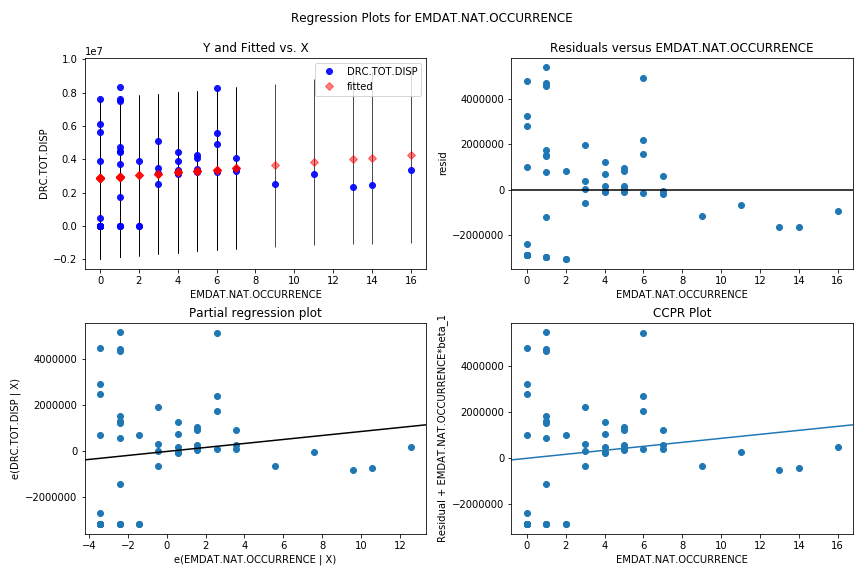 Regression Plots for EMDAT.NAT.OCCURRENCE
Y and Fitted vs. X
1e7
1.0
0.8
0.6
0.4
0.2
0.0
−0.2
DRC.TOT.DISP
DRC.TOT.DISP
fitted
0 2 4 6 8 10 12 14 16
EMDAT.NAT.OCCURRENCE
Residuals versus EMDAT.NAT.OCCURRENCE
4000000
2000000
0
−2000000
resid
0 2 4 6 8 10 12 14 16
EMDAT.NAT.OCCURRENCE
Partial regression plot
4000000
2000000
0
−2000000
e(DRC.TOT.DISP | X)
−4 −2 0 2 4 6 8 10 12
e(EMDAT.NAT.OCCURRENCE | X)
CCPR Plot
4000000
2000000
0
−2000000
Residual + EMDAT.NAT.OCCURRENCE*beta_1
0 2 4 6 8 10 12 14 16
EMDAT.NAT.OCCURRENCE